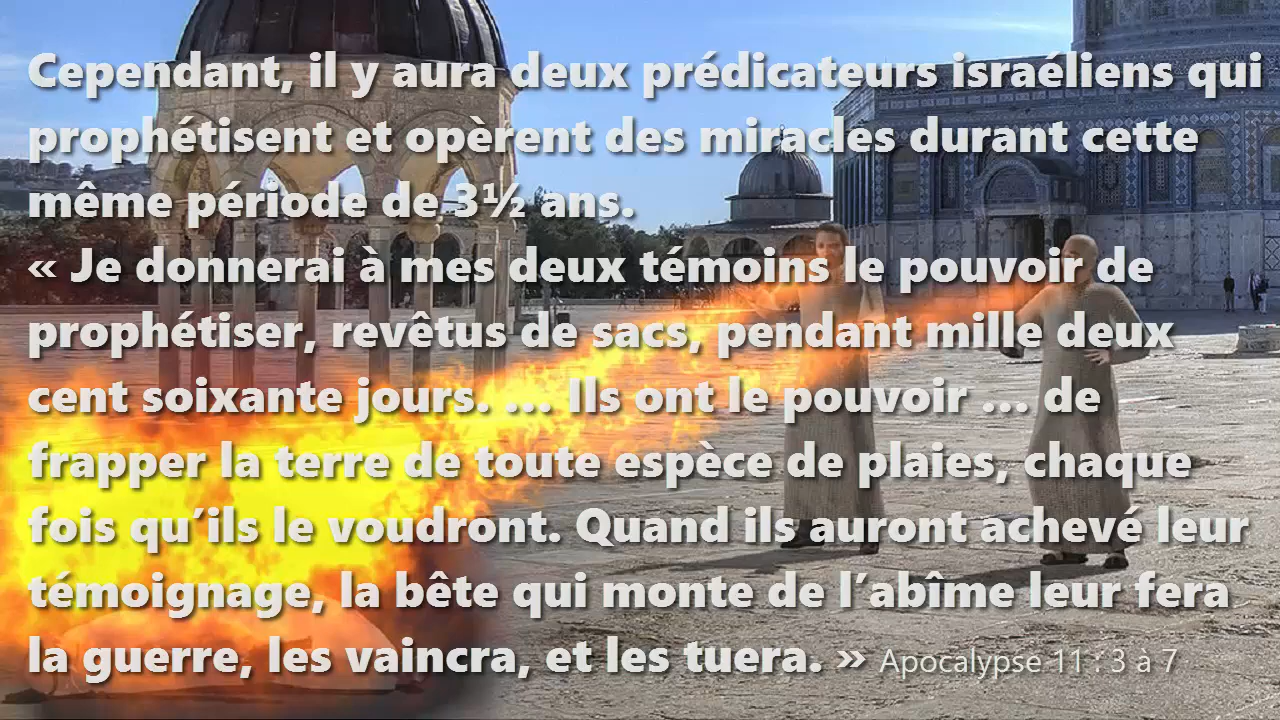 Cependant, il y aura deux prédicateurs israéliens qui
prophétisent et opèrent des miracles durant cette
même période de 3½ ans.
« Je donnerai à mes deux témoins le pouvoir de
prophétiser, revêtus de sacs, pendant mille deux
cent soixante jours. … Ils ont le pouvoir … de
frapper la terre de toute espèce de plaies, chaque
fois qu’ils le voudront. Quand ils auront achevé leur
témoignage, la bête qui monte de l’abîme leur fera
la guerre, les vaincra, et les tuera. » Apocalypse 11 : 3 à 7